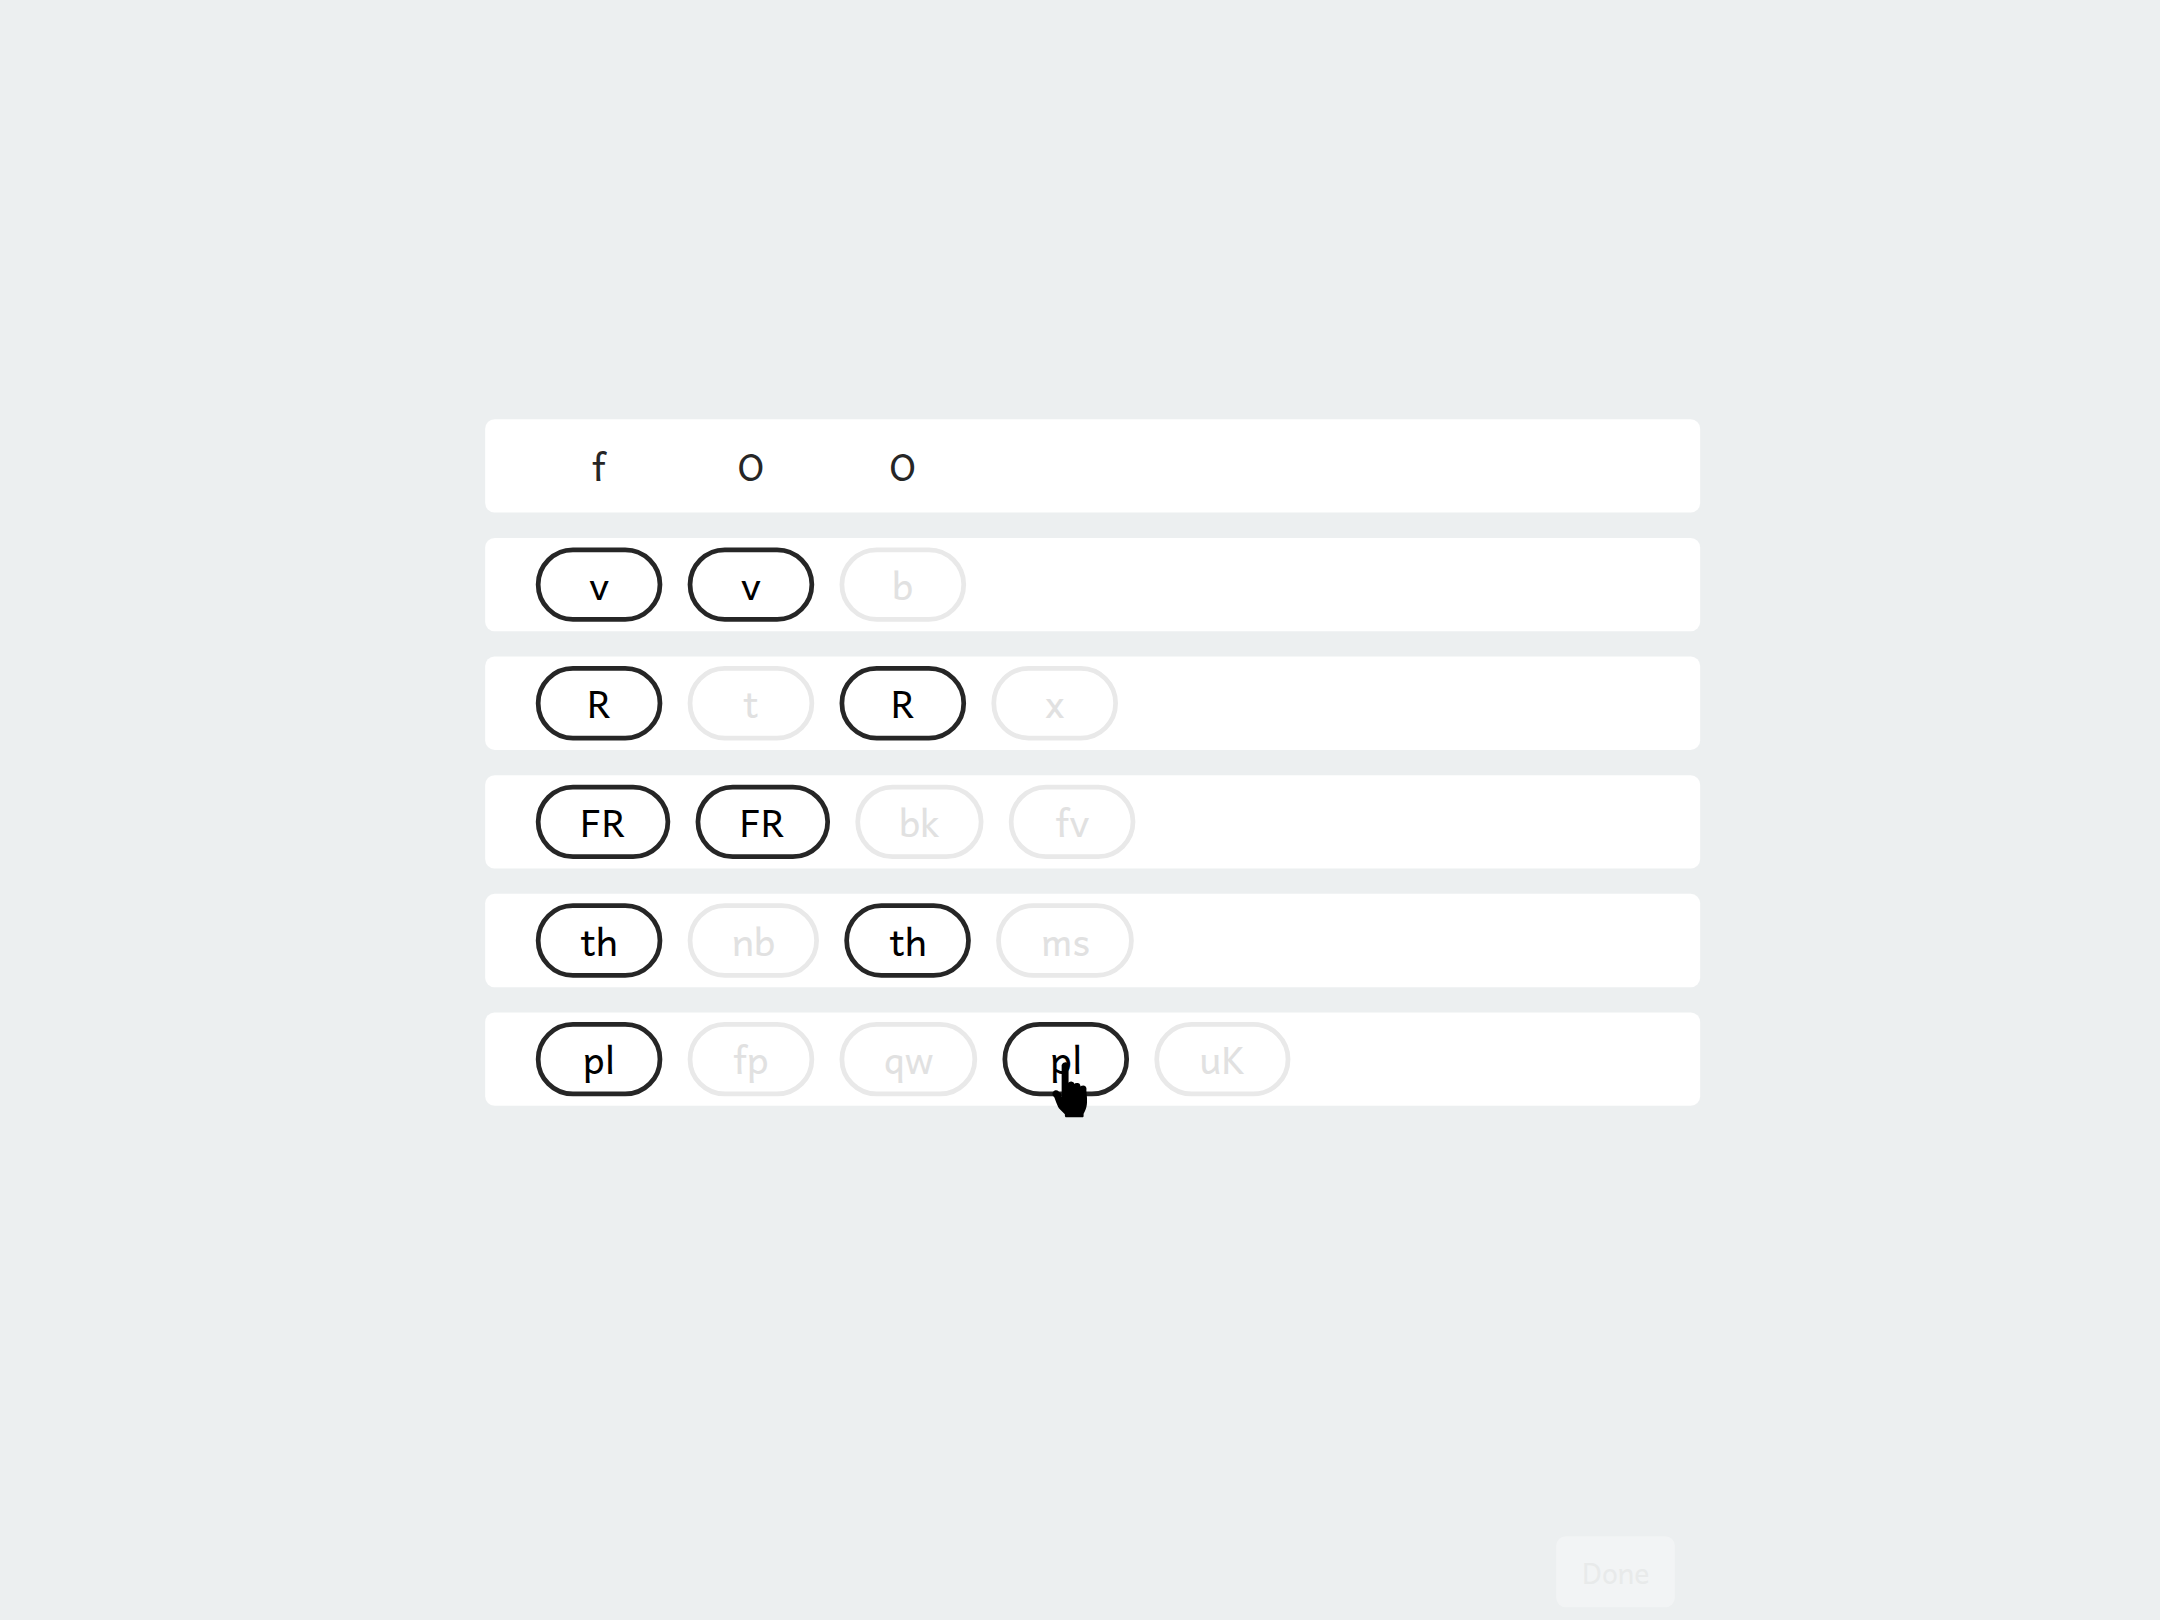 f O O
v v b
R t R x
FR FR bk fv
th nb th ms
pl fp qw pl uK
Done